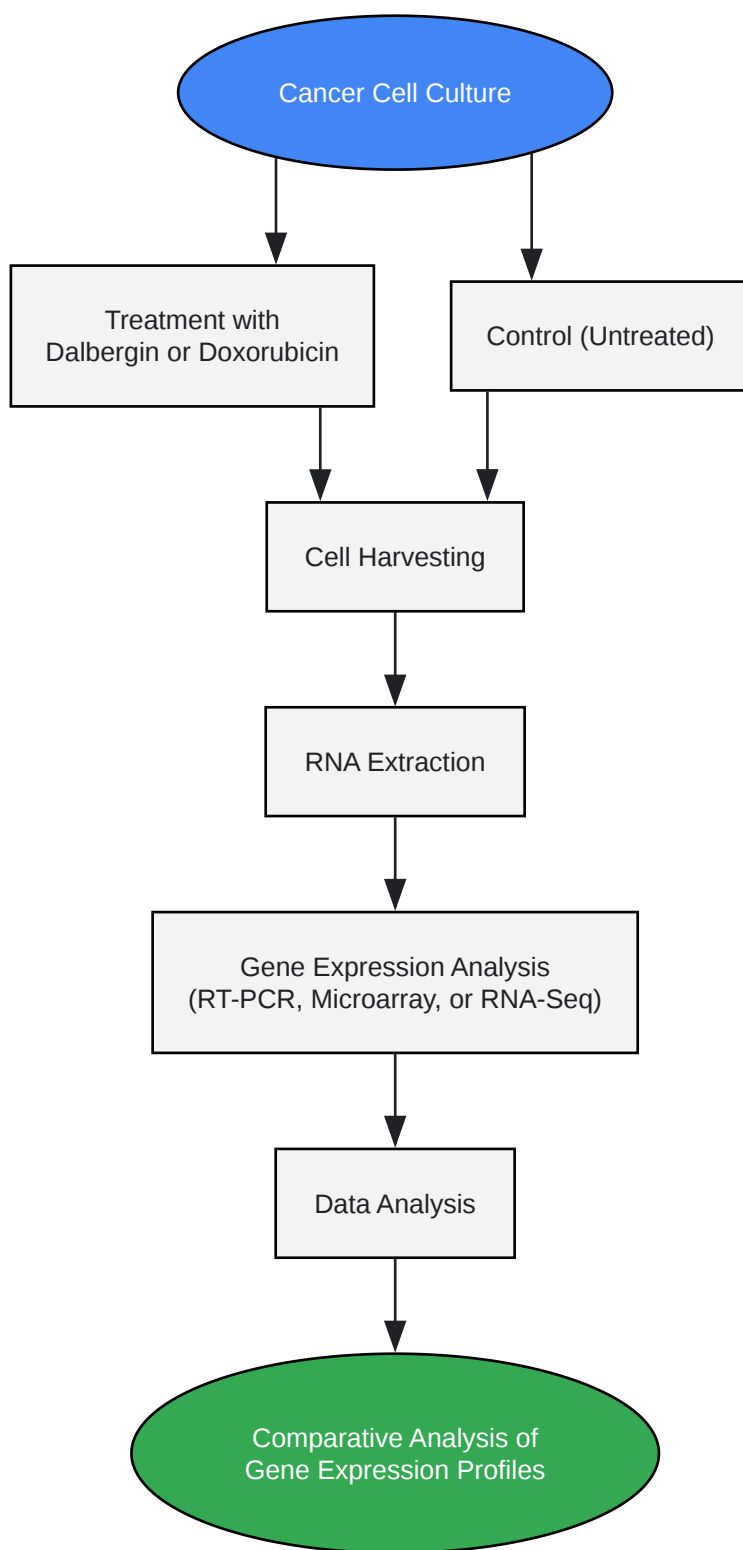 Cancer Cell Culture
Treatment with
Dalbergin or Doxorubicin
Control (Untreated)
Cell Harvesting
RNA Extraction
Gene Expression Analysis
(RT-PCR, Microarray, or RNA-Seq)
Data Analysis
Comparative Analysis of
Gene Expression Profiles